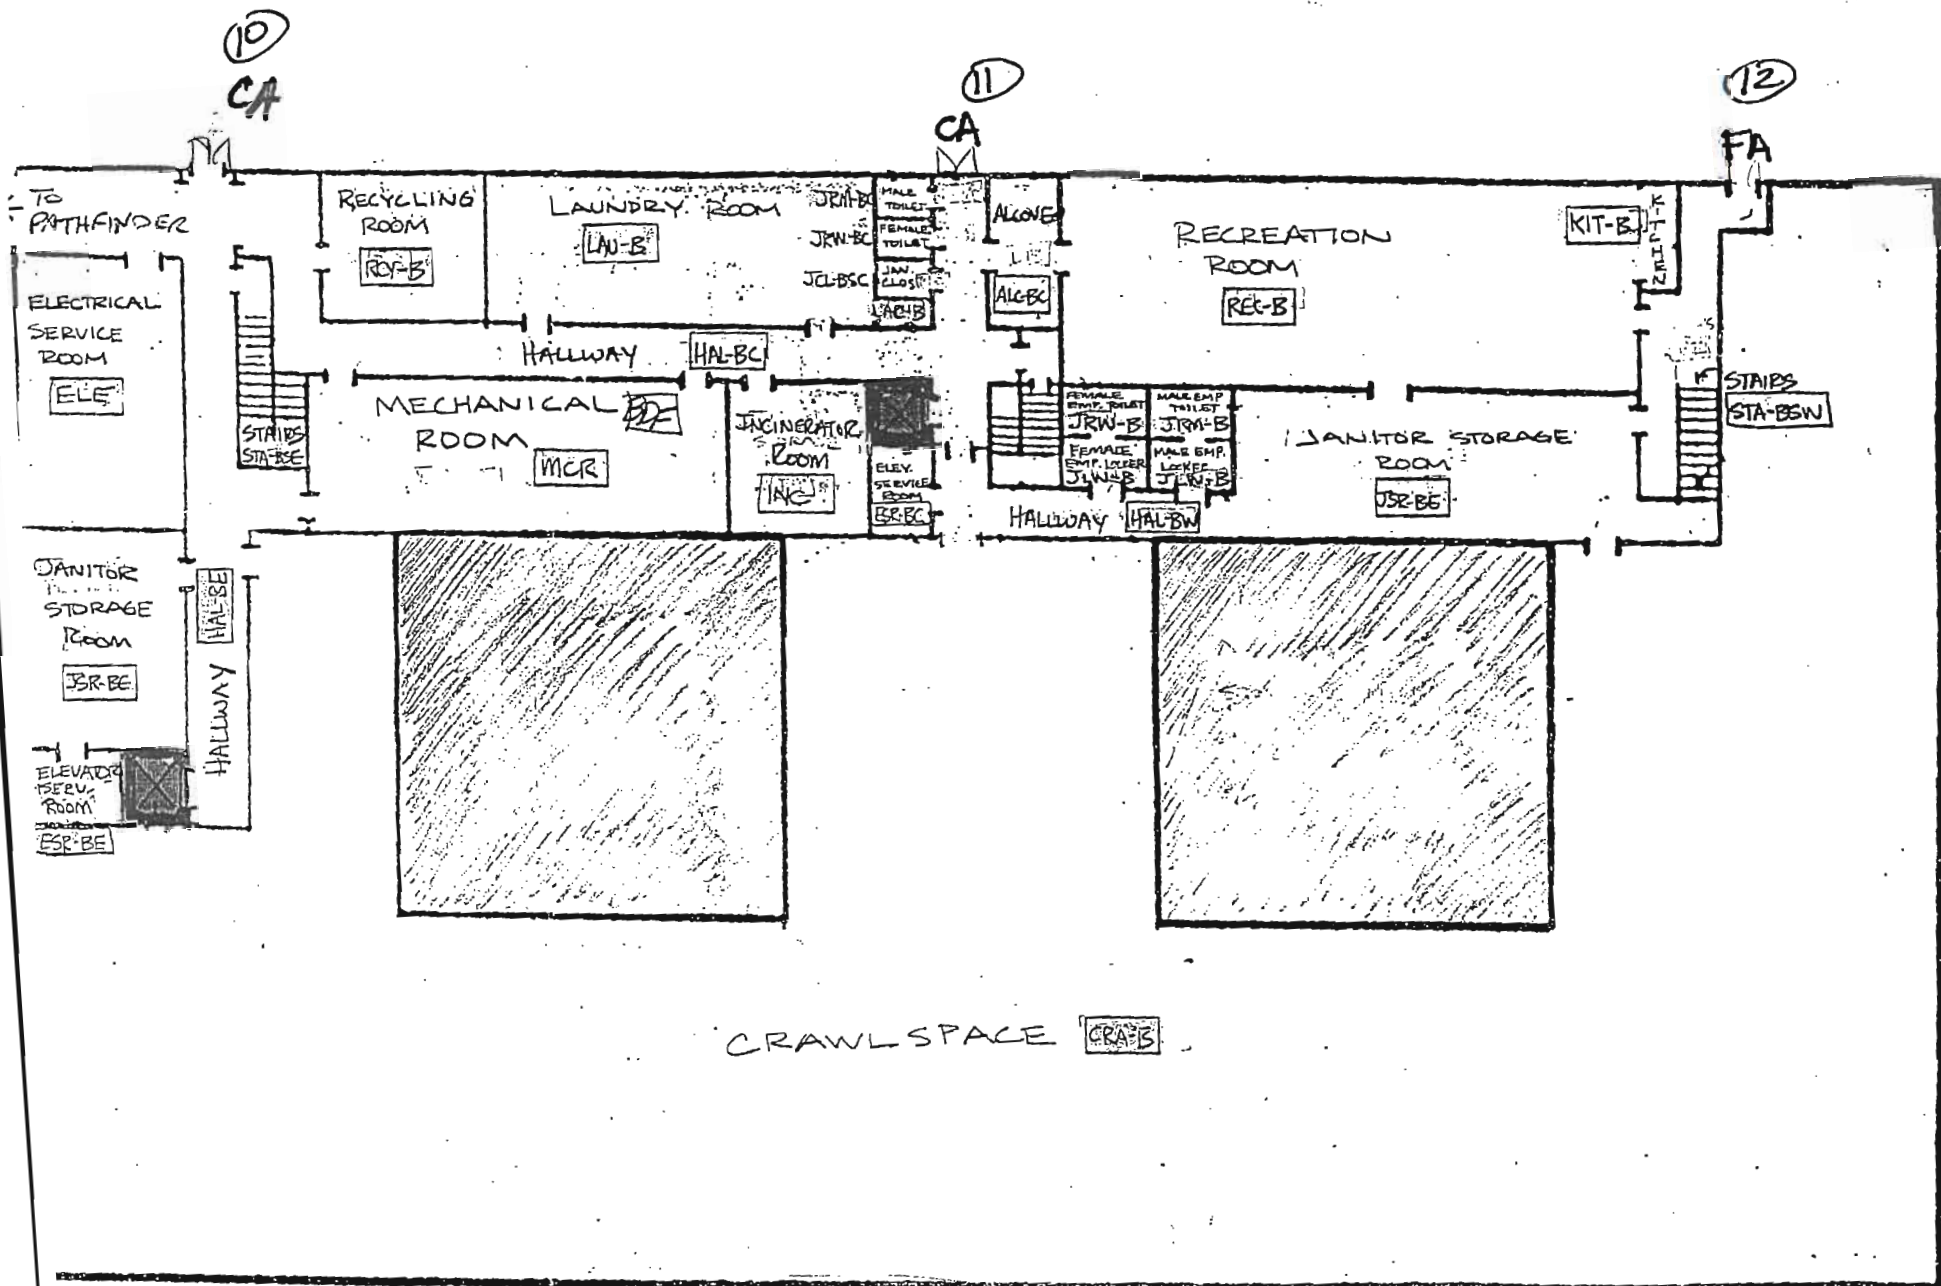 10
CA
11
CA
12
FA
TO
PATHFINDER
RECYCLING
ROOM
RCY-B
LAUNDRY ROOM
LAU-B
JRM-BC
MALE
TOILET
JRW-BC
FEMALE
TOILET
JCL-BSC
JAN.
CLOS
ALCOVE
ALC-BC
RECREATION
ROOM
REC-B
KIT-B
KITCHEN
ELECTRICAL
SERVICE
ROOM
ELE
HALLWAY
HAL-BC
STAIRS
STA-BSE
MECHANICAL
ROOM
MCR
INCINERATOR
ROOM
INC
ELEV.
SERVICE
ROOM
ESR-BC
FEMALE
EMP. TOILET
JRW-B
MALE EMP
TOILET
JRM-B
FEMALE
EMP. LOCKER
JLW-B
MALE EMP.
LOCKER
HALLWAY
HAL-BW
JANITOR STORAGE
ROOM
JSR-BE
STAIRS
STA-BSW
JANITOR
STORAGE
ROOM
JSR-BE
HAL-BE
HALLWAY
ELEVATOR
SERV.
ROOM
ESR-BE
CRAWLSPACE
CRA-B